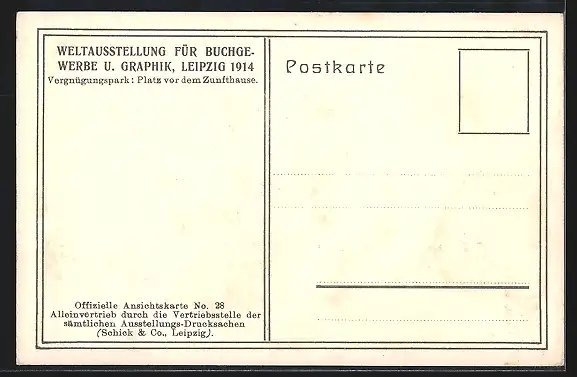 WELTAUSSTELLUNG FÜR BUCHGE-
WERBE U. GRAPHIK, LEIPZIG 1914
Vergnügungspark: Platz vor dem Zunfthause.
Postkarte
Offizielle Ansichtskarte No. 28
Alleinvertrieb durch die Vertriebsstelle der
sämtlichen Ausstellungs-Drucksachen
(Schick & Co., Leipzig).